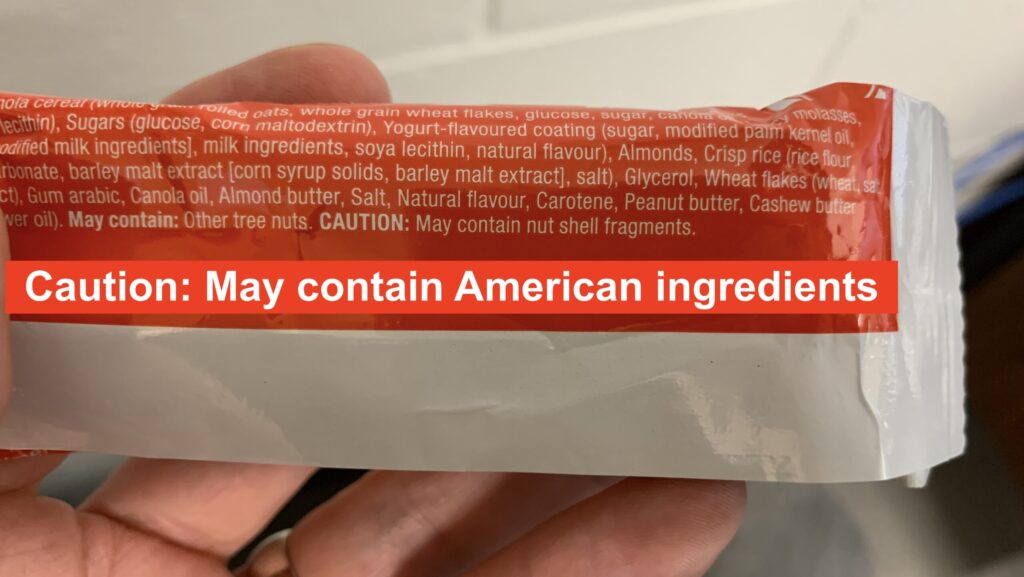 nola cereal (whole grain rolled oats, whole grain wheat flakes, glucose, sugar, canola molasses,
lecithin), Sugars (glucose, corn maltodextrin), Yogurt-flavoured coating (sugar, modified palm kernel oil,
odified milk ingredients], milk ingredients, soya lecithin, natural flavour), Almonds, Crisp rice (rice flour,
rbonate, barley malt extract [corn syrup solids, barley malt extract], salt), Glycerol, Wheat flakes (wheat, sa
ct), Gum arabic, Canola oil, Almond butter, Salt, Natural flavour, Carotene, Peanut butter, Cashew butter
wer oil). May contain: Other tree nuts. CAUTION: May contain nut shell fragments.
Caution: May contain American ingredients